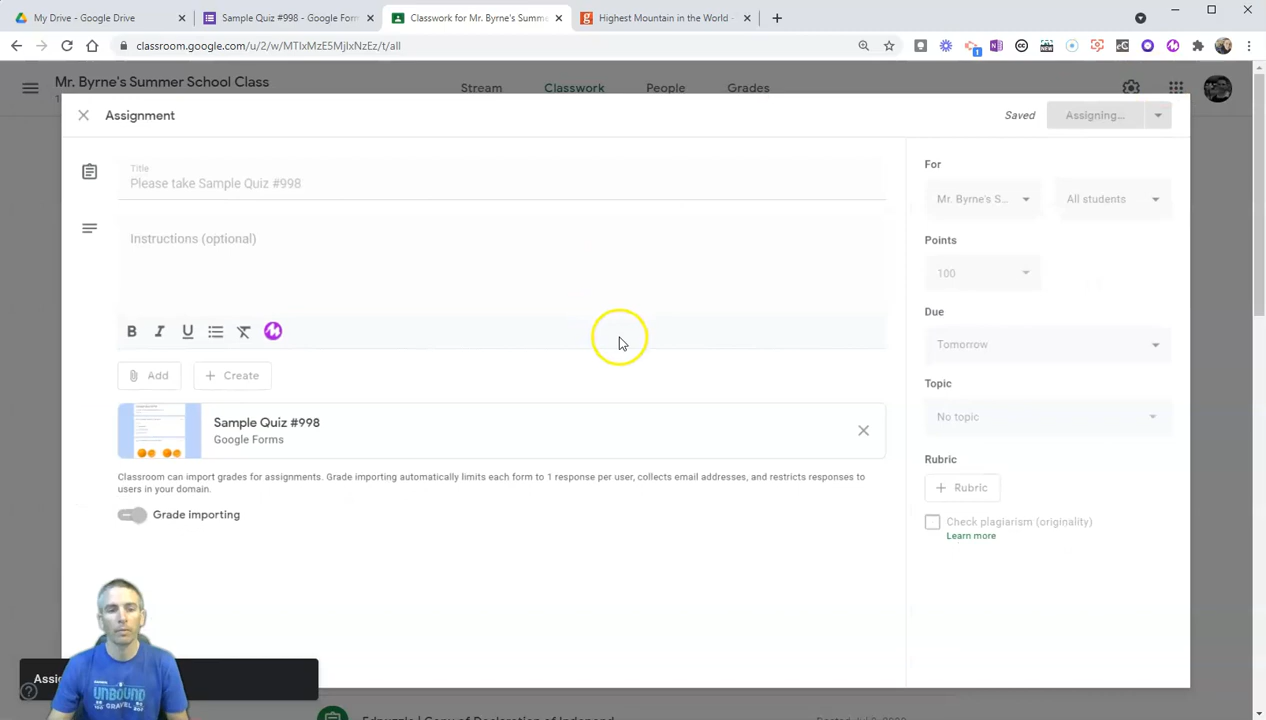 My Drive - Google Drive
Sample Quiz #998 - Google Form
Classwork for Mr. Byrne's Summe
Highest Mountain in the World -
classroom.google.com/u/2/w/MTIxMzE5MjIxNzEz/t/all
Mr. Byrne's Summer School Class
Stream
Classwork
People
Grades
Assignment
Saved
Assigning...
Title
Please take Sample Quiz #998
Instructions (optional)
B I U
Add
Create
Sample Quiz #998
Google Forms
Classroom can import grades for assignments. Grade importing automatically limits each form to 1 response per user, collects email addresses, and restricts responses to
users in your domain.
Grade importing
For
Mr. Byrne's S...
All students
Points
100
Due
Tomorrow
Topic
No topic
Rubric
Rubric
Check plagiarism (originality)
Learn more
UNBOUND
GRAVEL